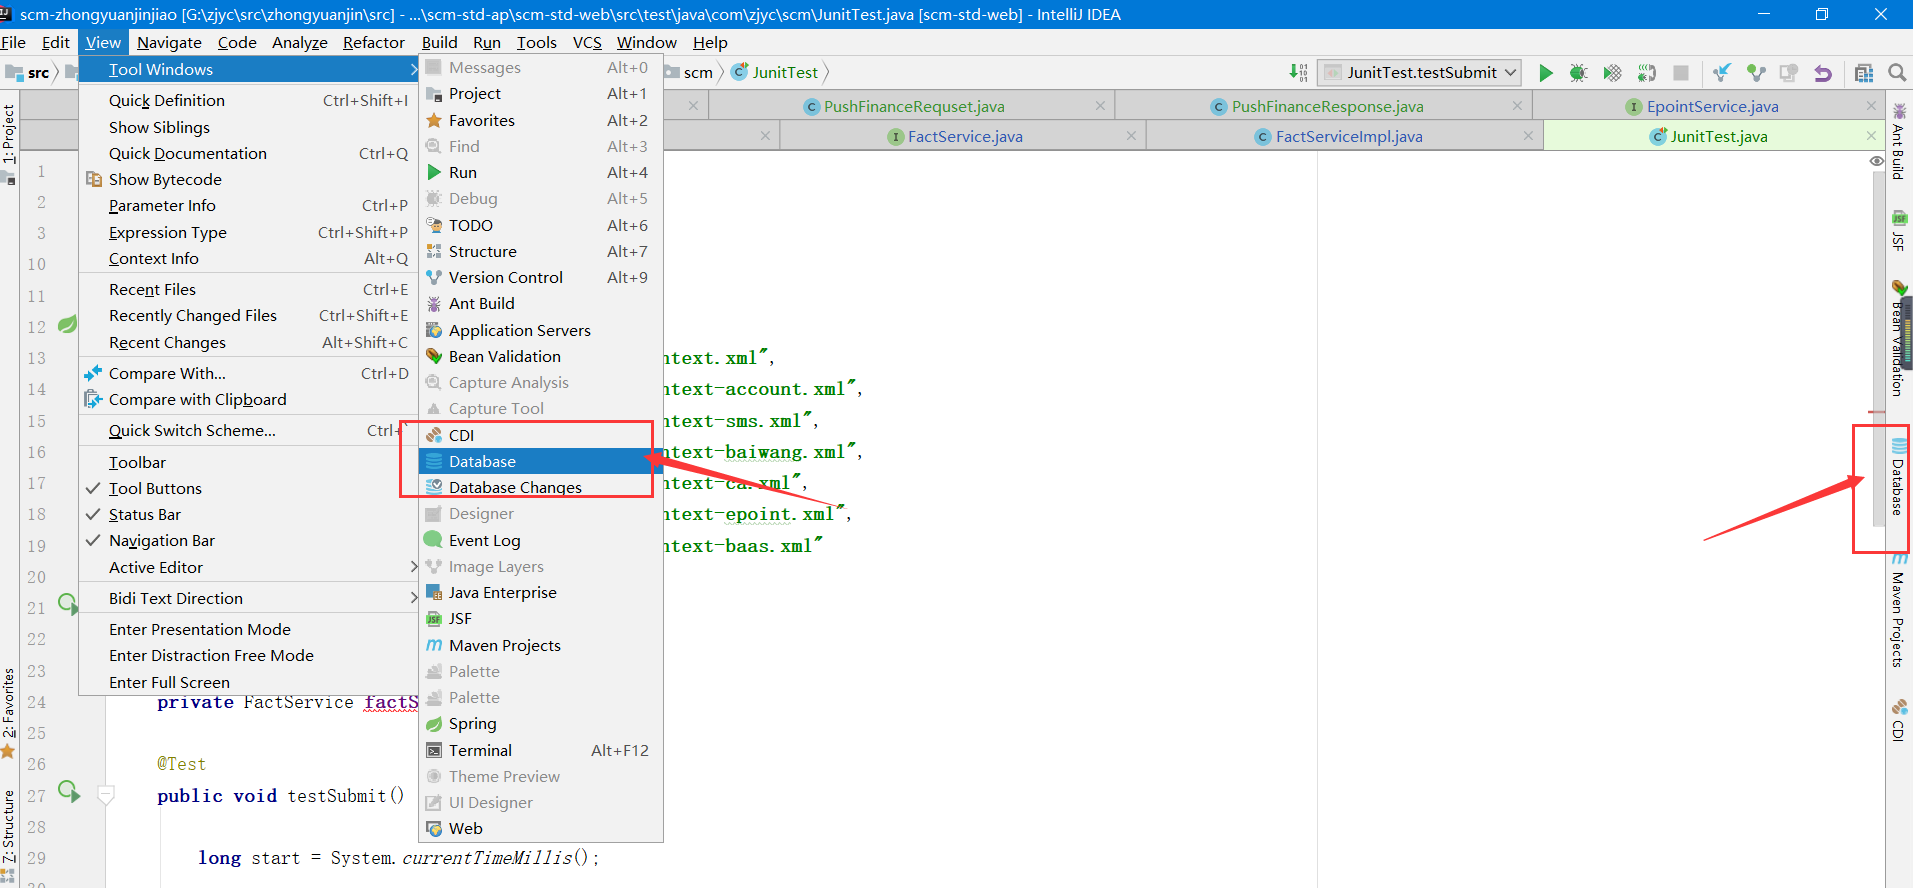 scm-zhongyuanjinjiao [G:\zjyc\src\zhongyuanjin\src] - ...\scm-std-ap\scm-std-web\src\test\java\com\zjyc\scm\JunitTest.java [scm-std-web] - IntelliJ IDEA
File Edit View Navigate Code Analyze Refactor Build Run Tools VCS Window Help
src scm JunitTest JunitTest.testSubmit
PushFinanceRequset.java PushFinanceResponse.java EpointService.java
FactService.java FactServiceImpl.java JunitTest.java
Tool Windows
Quick Definition Ctrl+Shift+I
Show Siblings
Quick Documentation Ctrl+Q
Show Bytecode
Parameter Info Ctrl+P
Expression Type Ctrl+Shift+P
Context Info Alt+Q
Recent Files Ctrl+E
Recently Changed Files Ctrl+Shift+E
Recent Changes Alt+Shift+C
Compare With... Ctrl+D
Compare with Clipboard
Quick Switch Scheme... Ctrl+
Toolbar
Tool Buttons
Status Bar
Navigation Bar
Active Editor
Bidi Text Direction
Enter Presentation Mode
Enter Distraction Free Mode
Enter Full Screen
Messages Alt+0
Project Alt+1
Favorites Alt+2
Find Alt+3
Run Alt+4
Debug Alt+5
TODO Alt+6
Structure Alt+7
Version Control Alt+9
Ant Build
Application Servers
Bean Validation
Capture Analysis
Capture Tool
CDI
Database
Database Changes
Designer
Event Log
Image Layers
Java Enterprise
JSF
Maven Projects
Palette
Palette
Spring
Terminal Alt+F12
Theme Preview
UI Designer
Web
1: Project
2: Favorites
7: Structure
1
2
3
10
11
12
13 ntext.xml",
14 ntext-account.xml",
15 ntext-sms.xml",
16 ntext-baiwang.xml",
17 ntext-ca.xml",
18 ntext-epoint.xml",
19 ntext-baas.xml"
20
21
22
23
24 private FactService factS
25
26 @Test
27 public void testSubmit()
28
29 long start = System.currentTimeMillis();
Ant Build
JSF
Bean Validation
Database
Maven Projects
CDI